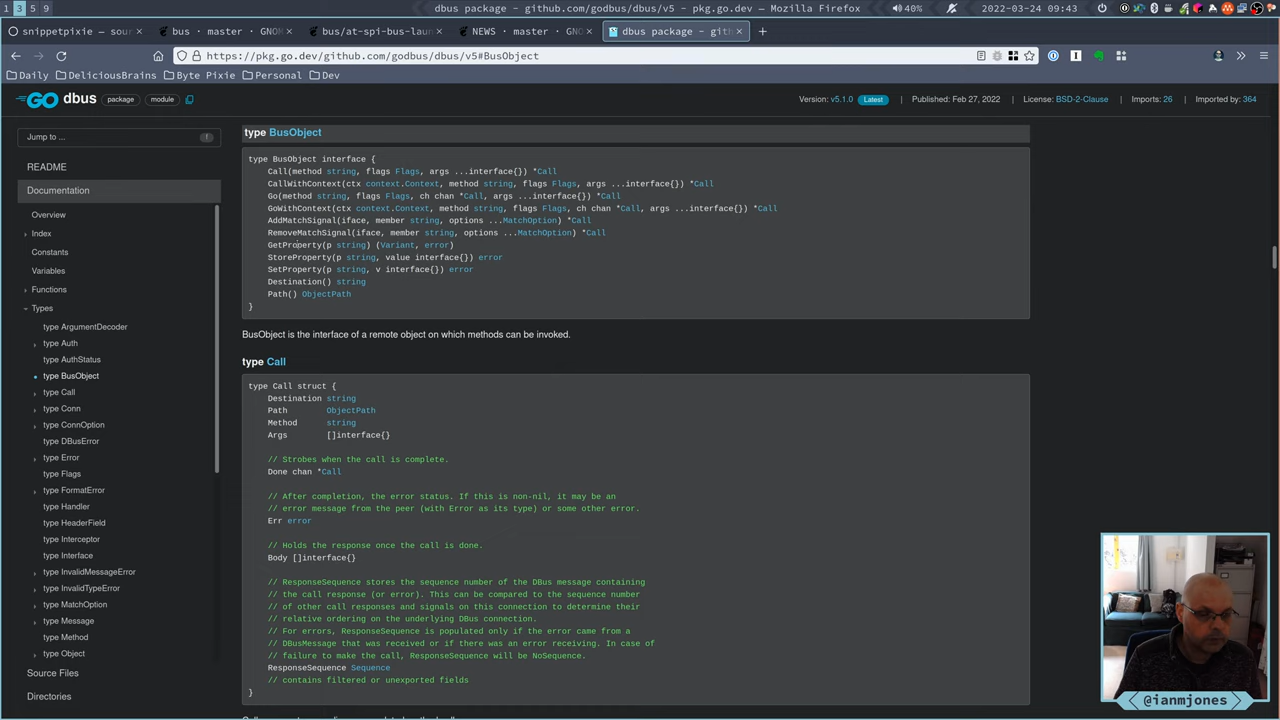 1 3 5 9
dbus package - github.com/godbus/dbus/v5 - pkg.go.dev — Mozilla Firefox
40%
2022-03-24 09:43
snippetpixie — sour
bus · master · GNOM
bus/at-spi-bus-laun
NEWS · master · GNO
dbus package - gith
https://pkg.go.dev/github.com/godbus/dbus/v5#BusObject
Daily
DeliciousBrains
Byte Pixie
Personal
Dev
GO
dbus
package
module
Version: v5.1.0
Latest
Published: Feb 27, 2022
License: BSD-2-Clause
Imports: 26
Imported by: 364
Jump to ...
f
README
Documentation
Overview
Index
Constants
Variables
Functions
Types
type ArgumentDecoder
type Auth
type AuthStatus
type BusObject
type Call
type Conn
type ConnOption
type DBusError
type Error
type Flags
type FormatError
type Handler
type HeaderField
type Interceptor
type Interface
type InvalidMessageError
type InvalidTypeError
type MatchOption
type Message
type Method
type Object
Source Files
Directories
type BusObject
type BusObject interface {
Call(method string, flags Flags, args ...interface{}) *Call
CallWithContext(ctx context.Context, method string, flags Flags, args ...interface{}) *Call
Go(method string, flags Flags, ch chan *Call, args ...interface{}) *Call
GoWithContext(ctx context.Context, method string, flags Flags, ch chan *Call, args ...interface{}) *Call
AddMatchSignal(iface, member string, options ...MatchOption) *Call
RemoveMatchSignal(iface, member string, options ...MatchOption) *Call
GetProperty(p string) (Variant, error)
StoreProperty(p string, value interface{}) error
SetProperty(p string, v interface{}) error
Destination() string
Path() ObjectPath
}
BusObject is the interface of a remote object on which methods can be invoked.
type Call
type Call struct {
Destination string
Path ObjectPath
Method string
Args []interface{}
// Strobes when the call is complete.
Done chan *Call
// After completion, the error status. If this is non-nil, it may be an
// error message from the peer (with Error as its type) or some other error.
Err error
// Holds the response once the call is done.
Body []interface{}
// ResponseSequence stores the sequence number of the DBus message containing
// the call response (or error). This can be compared to the sequence number
// of other call responses and signals on this connection to determine their
// relative ordering on the underlying DBus connection.
// For errors, ResponseSequence is populated only if the error came from a
// DBusMessage that was received or if there was an error receiving. In case of
// failure to make the call, ResponseSequence will be NoSequence.
ResponseSequence Sequence
// contains filtered or unexported fields
}
@ianmjones